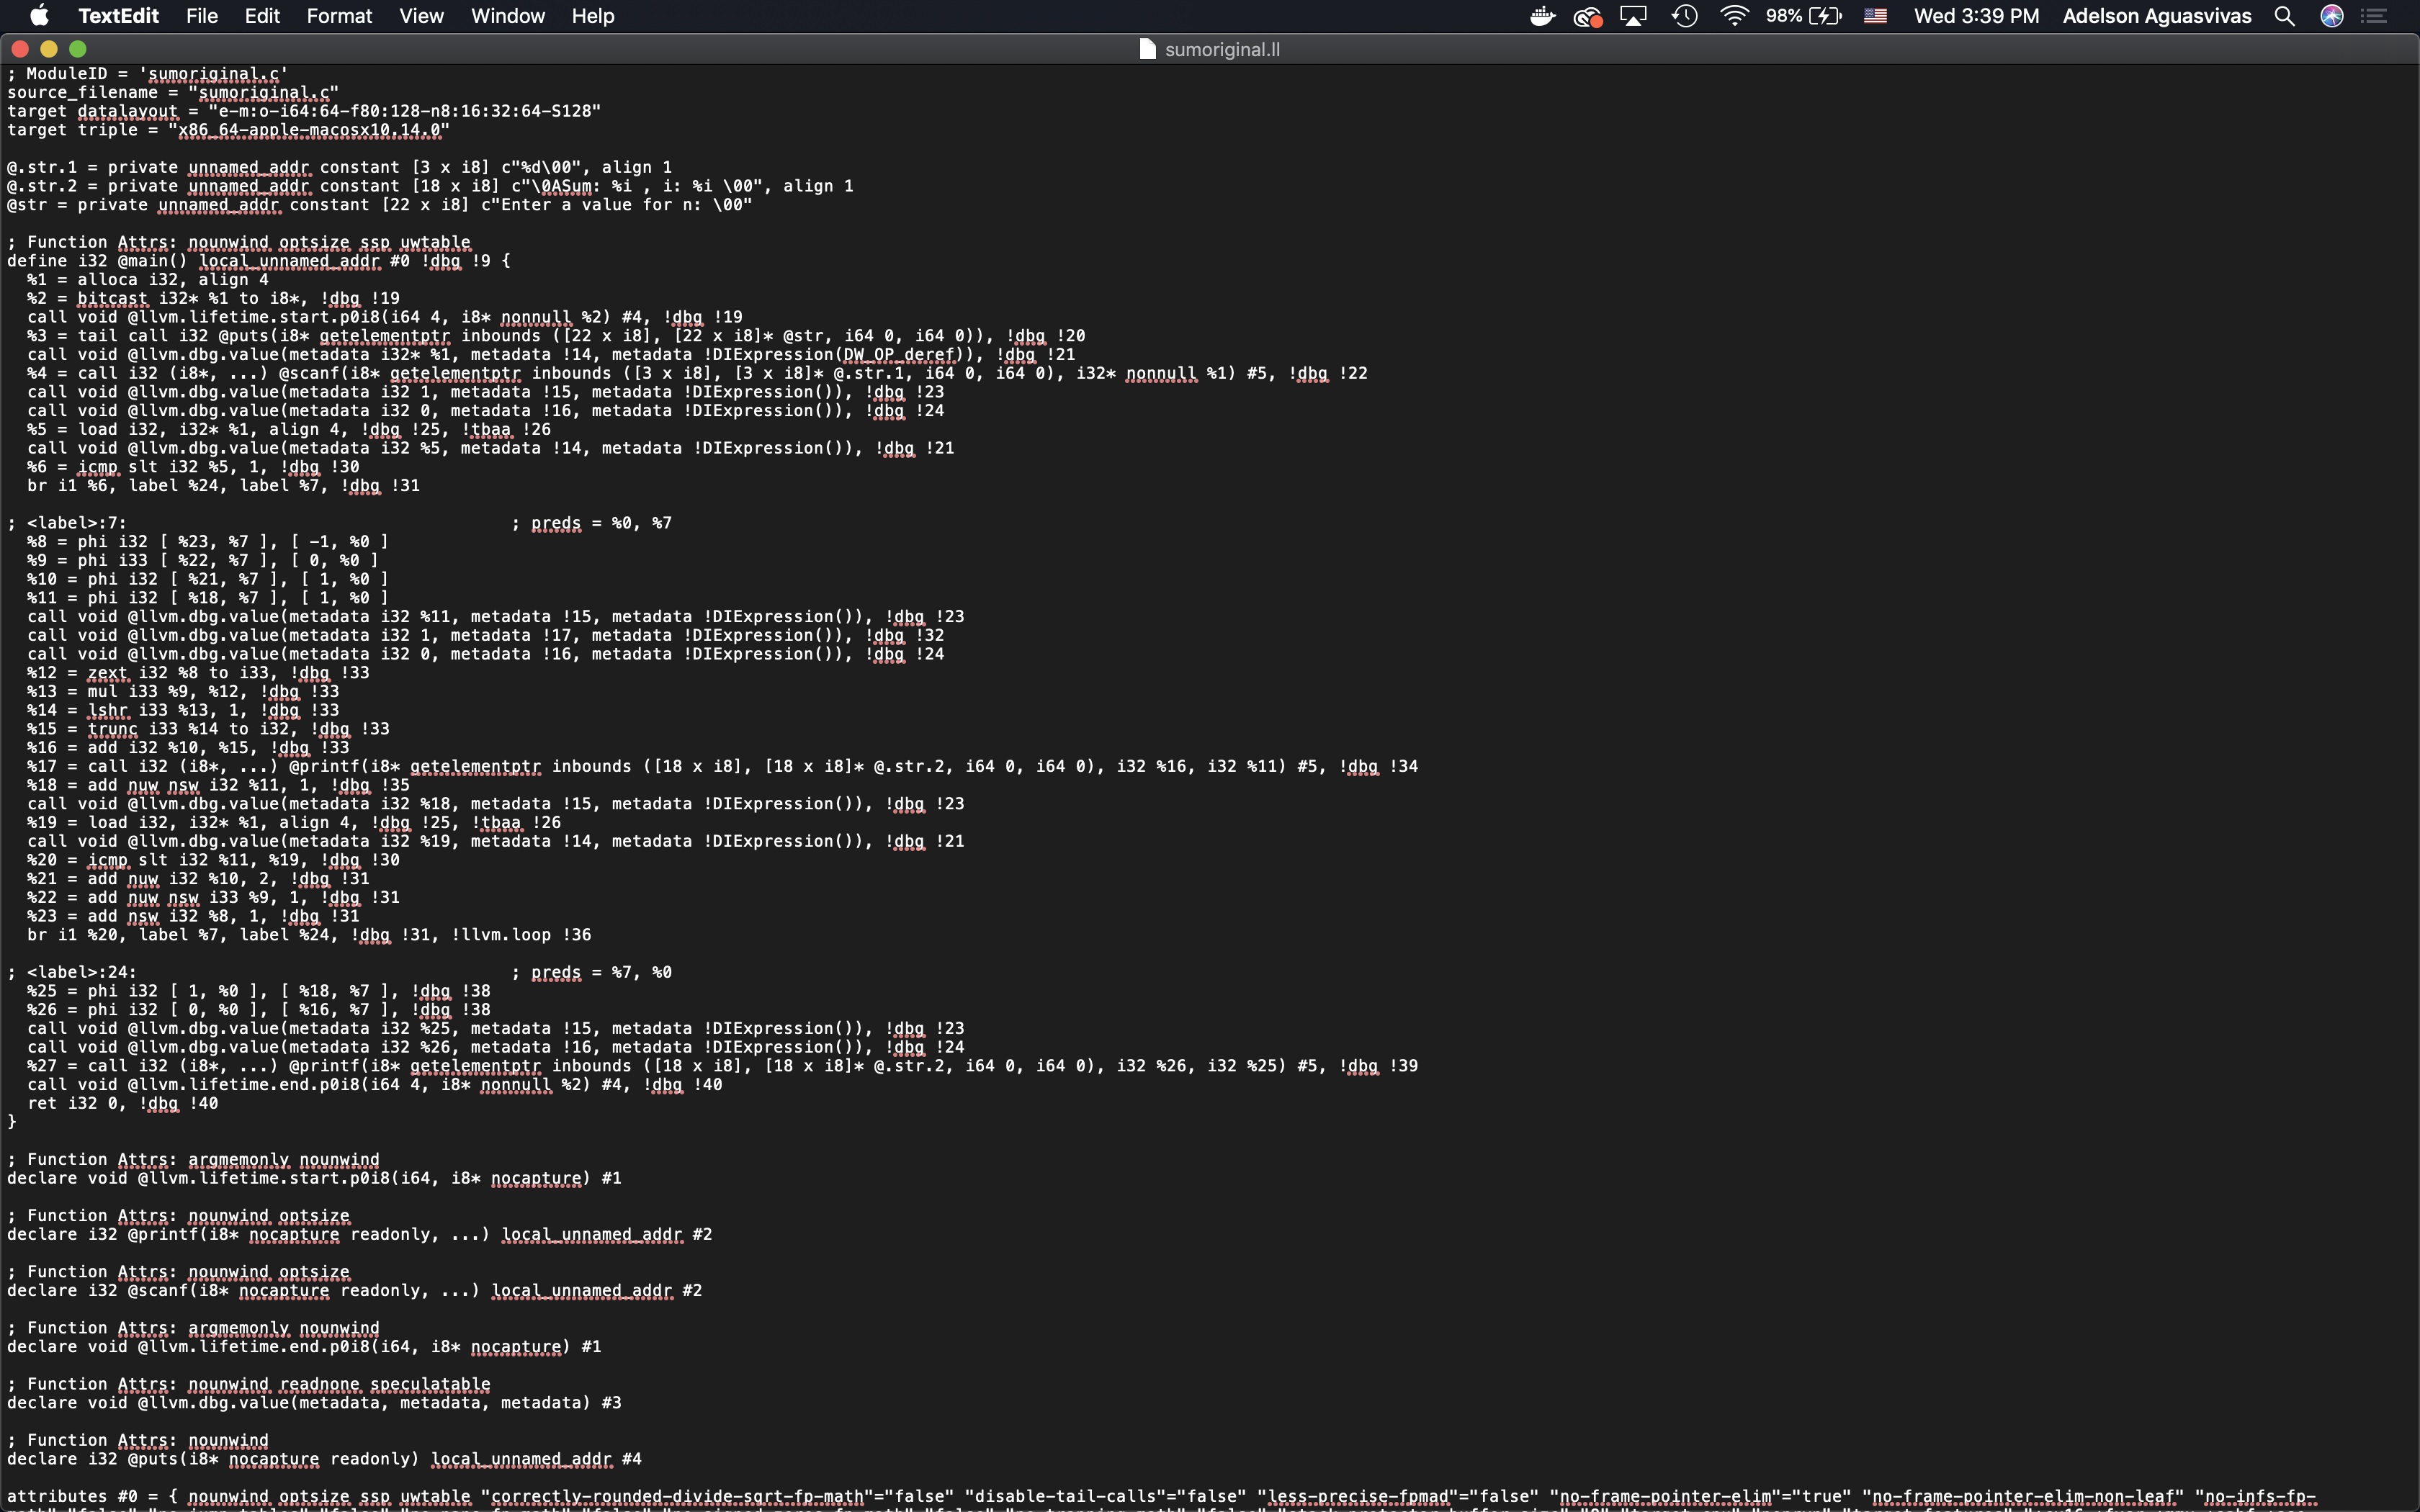 TextEdit File Edit Format View Window Help 98% Wed 3:39 PM Adelson Aguasvivas
sumoriginal.ll
; ModuleID = 'sumoriginal.c'
source_filename = "sumoriginal.c"
target datalayout = "e-m:o-i64:64-f80:128-n8:16:32:64-S128"
target triple = "x86_64-apple-macosx10.14.0"
@.str.1 = private unnamed_addr constant [3 x i8] c"%d\00", align 1
@.str.2 = private unnamed_addr constant [18 x i8] c"\0ASum: %i , i: %i \00", align 1
@str = private unnamed_addr constant [22 x i8] c"Enter a value for n: \00"
; Function Attrs: nounwind optsize ssp uwtable
define i32 @main() local_unnamed_addr #0 !dbg !9 {
%1 = alloca i32, align 4
%2 = bitcast i32* %1 to i8*, !dbg !19
call void @llvm.lifetime.start.p0i8(i64 4, i8* nonnull %2) #4, !dbg !19
%3 = tail call i32 @puts(i8* getelementptr inbounds ([22 x i8], [22 x i8]* @str, i64 0, i64 0)), !dbg !20
call void @llvm.dbg.value(metadata i32* %1, metadata !14, metadata !DIExpression(DW_OP_deref)), !dbg !21
%4 = call i32 (i8*, ...) @scanf(i8* getelementptr inbounds ([3 x i8], [3 x i8]* @.str.1, i64 0, i64 0), i32* nonnull %1) #5, !dbg !22
call void @llvm.dbg.value(metadata i32 1, metadata !15, metadata !DIExpression()), !dbg !23
call void @llvm.dbg.value(metadata i32 0, metadata !16, metadata !DIExpression()), !dbg !24
%5 = load i32, i32* %1, align 4, !dbg !25, !tbaa !26
call void @llvm.dbg.value(metadata i32 %5, metadata !14, metadata !DIExpression()), !dbg !21
%6 = icmp slt i32 %5, 1, !dbg !30
br i1 %6, label %24, label %7, !dbg !31
; <label>:7: ; preds = %0, %7
%8 = phi i32 [ %23, %7 ], [ -1, %0 ]
%9 = phi i33 [ %22, %7 ], [ 0, %0 ]
%10 = phi i32 [ %21, %7 ], [ 1, %0 ]
%11 = phi i32 [ %18, %7 ], [ 1, %0 ]
call void @llvm.dbg.value(metadata i32 %11, metadata !15, metadata !DIExpression()), !dbg !23
call void @llvm.dbg.value(metadata i32 1, metadata !17, metadata !DIExpression()), !dbg !32
call void @llvm.dbg.value(metadata i32 0, metadata !16, metadata !DIExpression()), !dbg !24
%12 = zext i32 %8 to i33, !dbg !33
%13 = mul i33 %9, %12, !dbg !33
%14 = lshr i33 %13, 1, !dbg !33
%15 = trunc i33 %14 to i32, !dbg !33
%16 = add i32 %10, %15, !dbg !33
%17 = call i32 (i8*, ...) @printf(i8* getelementptr inbounds ([18 x i8], [18 x i8]* @.str.2, i64 0, i64 0), i32 %16, i32 %11) #5, !dbg !34
%18 = add nuw nsw i32 %11, 1, !dbg !35
call void @llvm.dbg.value(metadata i32 %18, metadata !15, metadata !DIExpression()), !dbg !23
%19 = load i32, i32* %1, align 4, !dbg !25, !tbaa !26
call void @llvm.dbg.value(metadata i32 %19, metadata !14, metadata !DIExpression()), !dbg !21
%20 = icmp slt i32 %11, %19, !dbg !30
%21 = add nuw i32 %10, 2, !dbg !31
%22 = add nuw nsw i33 %9, 1, !dbg !31
%23 = add nsw i32 %8, 1, !dbg !31
br i1 %20, label %7, label %24, !dbg !31, !llvm.loop !36
; <label>:24: ; preds = %7, %0
%25 = phi i32 [ 1, %0 ], [ %18, %7 ], !dbg !38
%26 = phi i32 [ 0, %0 ], [ %16, %7 ], !dbg !38
call void @llvm.dbg.value(metadata i32 %25, metadata !15, metadata !DIExpression()), !dbg !23
call void @llvm.dbg.value(metadata i32 %26, metadata !16, metadata !DIExpression()), !dbg !24
%27 = call i32 (i8*, ...) @printf(i8* getelementptr inbounds ([18 x i8], [18 x i8]* @.str.2, i64 0, i64 0), i32 %26, i32 %25) #5, !dbg !39
call void @llvm.lifetime.end.p0i8(i64 4, i8* nonnull %2) #4, !dbg !40
ret i32 0, !dbg !40
}
; Function Attrs: argmemonly nounwind
declare void @llvm.lifetime.start.p0i8(i64, i8* nocapture) #1
; Function Attrs: nounwind optsize
declare i32 @printf(i8* nocapture readonly, ...) local_unnamed_addr #2
; Function Attrs: nounwind optsize
declare i32 @scanf(i8* nocapture readonly, ...) local_unnamed_addr #2
; Function Attrs: argmemonly nounwind
declare void @llvm.lifetime.end.p0i8(i64, i8* nocapture) #1
; Function Attrs: nounwind readnone speculatable
declare void @llvm.dbg.value(metadata, metadata, metadata) #3
; Function Attrs: nounwind
declare i32 @puts(i8* nocapture readonly) local_unnamed_addr #4
attributes #0 = { nounwind optsize ssp uwtable "correctly-rounded-divide-sqrt-fp-math"="false" "disable-tail-calls"="false" "less-precise-fpmad"="false" "no-frame-pointer-elim"="true" "no-frame-pointer-elim-non-leaf" "no-infs-fp-